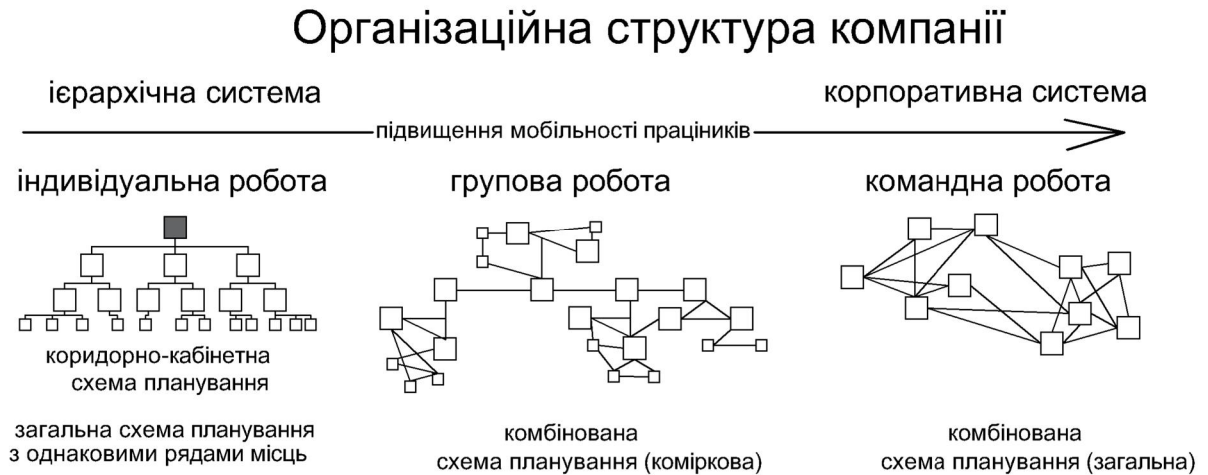 Організаційна структура компанії
ієрархічна система
корпоративна система
підвищення мобільності праціників
індивідуальна робота
групова робота
командна робота
коридорно-кабінетна
схема планування
загальна схема планування
з однаковими рядами місць
комбінована
схема планування (коміркова)
комбінована
схема планування (загальна)